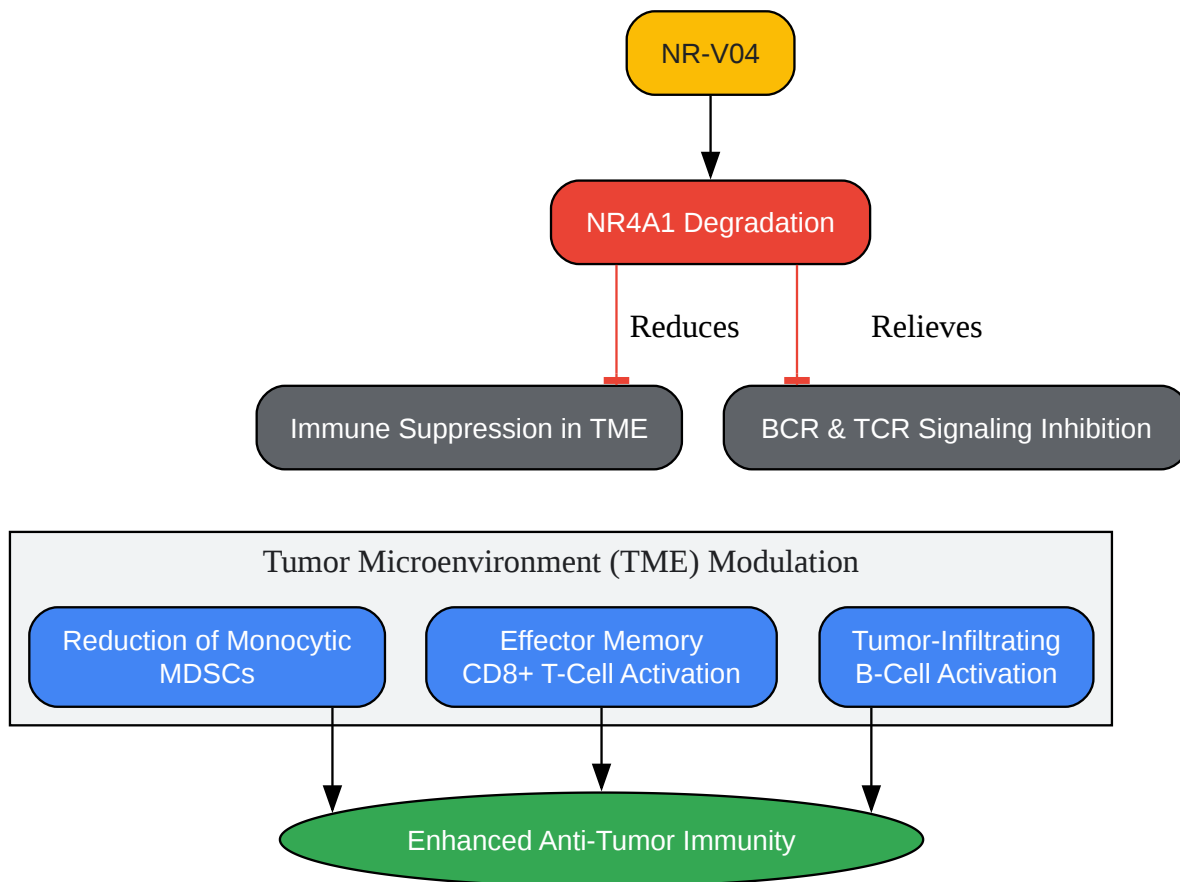 NR-V04
NR4A1 Degradation
Reduces
Relieves
Immune Suppression in TME
BCR & TCR Signaling Inhibition
Tumor Microenvironment (TME) Modulation
Reduction of Monocytic
MDSCs
Effector Memory
CD8+ T-Cell Activation
Tumor-Infiltrating
B-Cell Activation
Enhanced Anti-Tumor Immunity